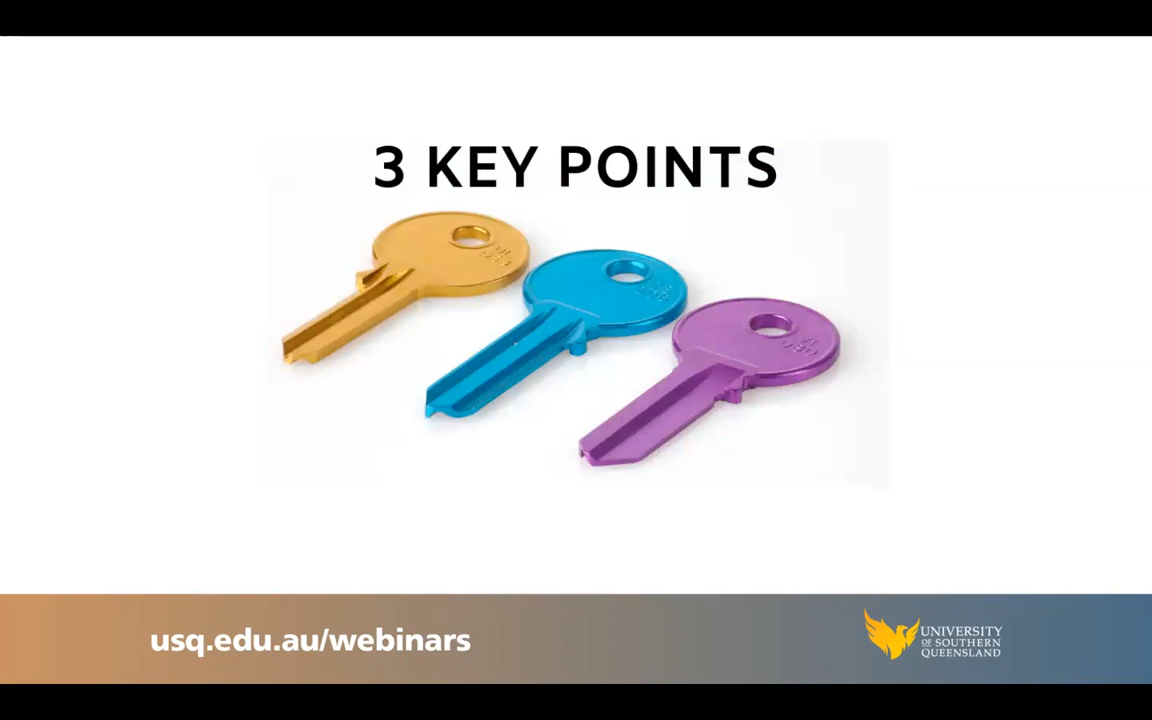 3 KEY POINTS
usq.edu.au/webinars
UNIVERSITY
OF SOUTHERN
QUEENSLAND